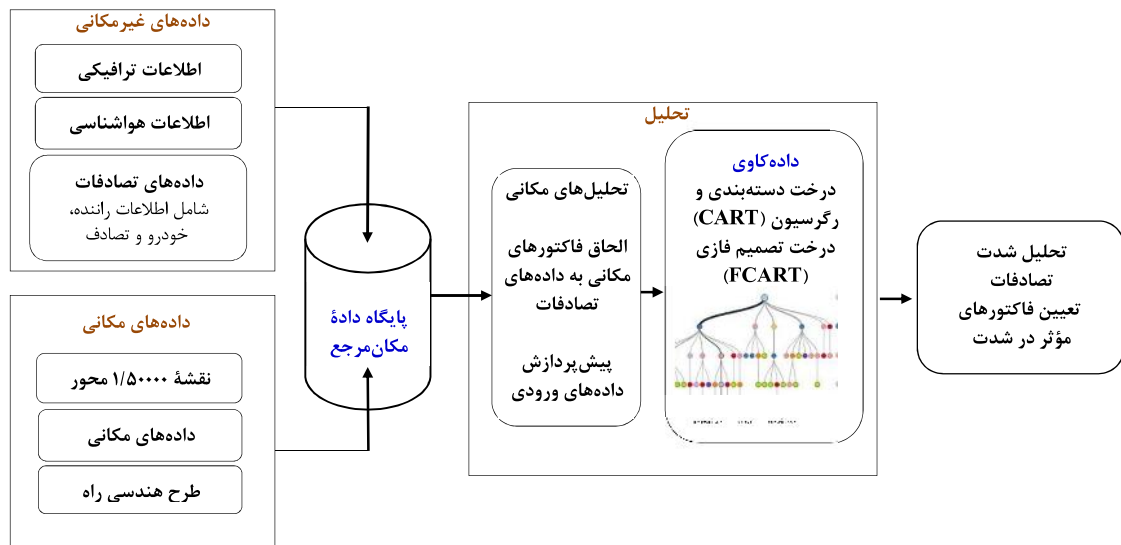 داده‌های غیرمکانی
اطلاعات ترافیکی
اطلاعات هواشناسی
داده‌های تصادفات
شامل اطلاعات راننده،
خودرو و تصادف
داده‌های مکانی
نقشهٔ ۱/۵۰۰۰۰ محور
داده‌های مکانی
طرح هندسی راه
پایگاه دادهٔ
مکان‌مرجع
تحلیل
تحلیل‌های مکانی
الحاق فاکتورهای
مکانی به داده‌های
تصادفات
پیش‌پردازش
داده‌های ورودی
داده‌کاوی
درخت دسته‌بندی و
رگرسیون (CART)
درخت تصمیم فازی
(FCART)
تحلیل شدت
تصادفات
تعیین فاکتورهای
مؤثر در شدت